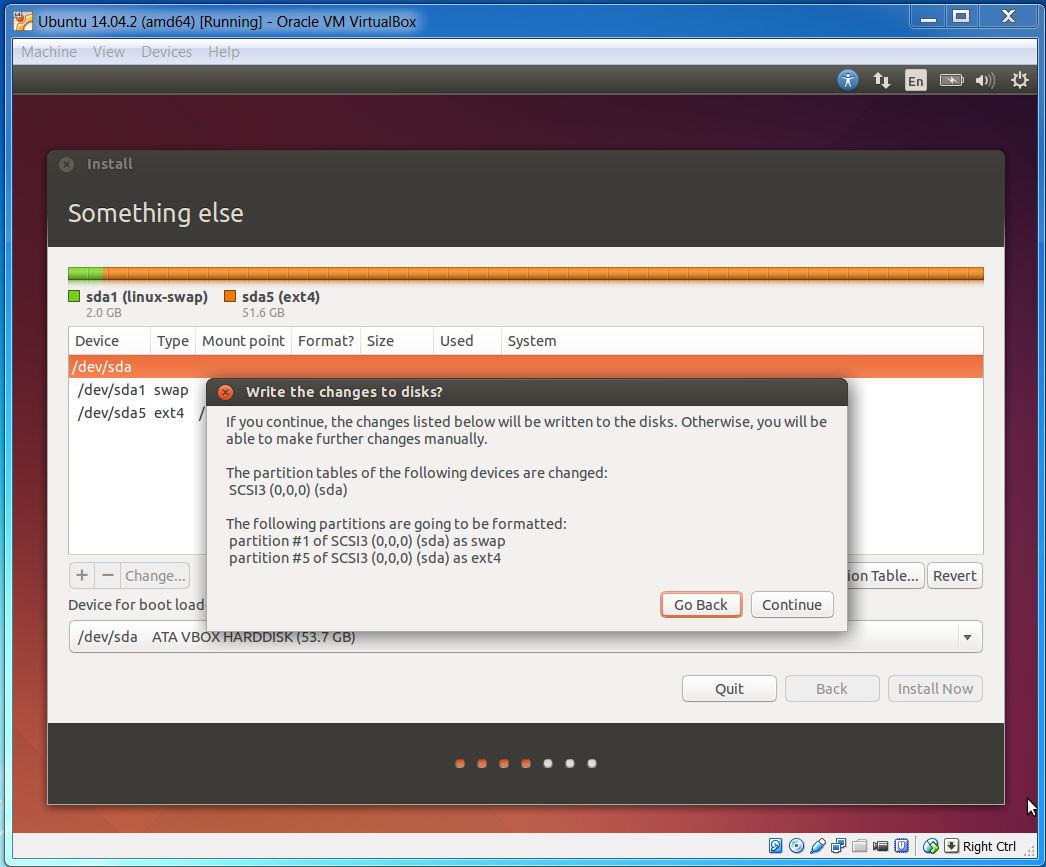 Ubuntu 14.04.2 (amd64) [Running] - Oracle VM VirtualBox
Machine View Devices Help
En
Install
Something else
sda1 (linux-swap) sda5 (ext4)
2.0 GB 51.6 GB
Device Type Mount point Format? Size Used System
/dev/sda
/dev/sda1 swap
/dev/sda5 ext4 /
Write the changes to disks?
If you continue, the changes listed below will be written to the disks. Otherwise, you will be
able to make further changes manually.
The partition tables of the following devices are changed:
SCSI3 (0,0,0) (sda)
The following partitions are going to be formatted:
partition #1 of SCSI3 (0,0,0) (sda) as swap
partition #5 of SCSI3 (0,0,0) (sda) as ext4
Go Back Continue
+ − Change... ion Table... Revert
Device for boot load
/dev/sda ATA VBOX HARDDISK (53.7 GB)
Quit Back Install Now
Right Ctrl